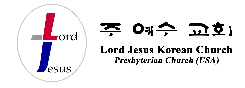 Lord
Jesus
주 예수 교회
Lord Jesus Korean Church
Presbyterian Church (USA)